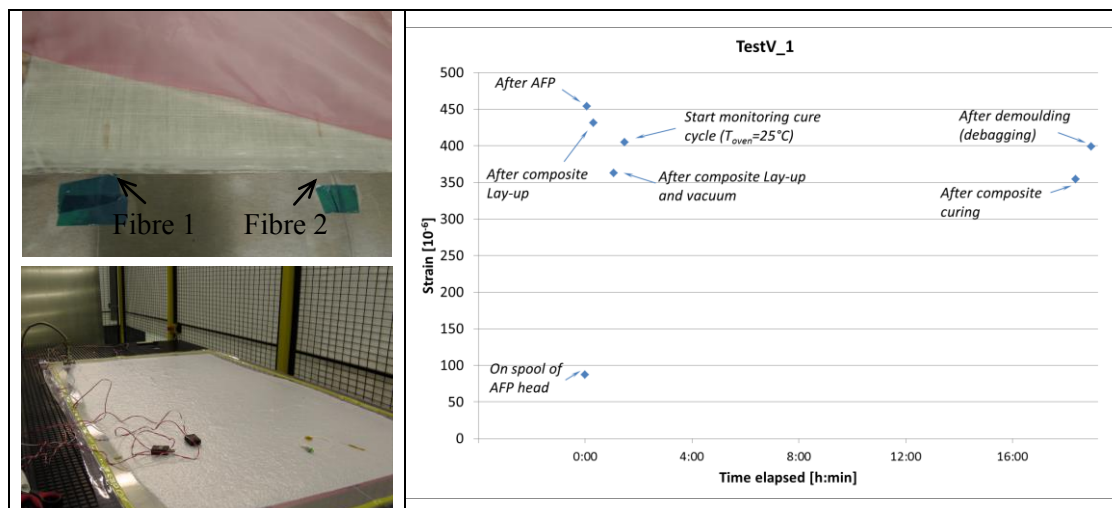 Fibre 1
Fibre 2
TestV_1
Strain [10⁻⁶]
500
450
400
350
300
250
200
150
100
50
0
After AFP
After composite
Lay-up
Start monitoring cure
cycle (Tₒᵥₑₙ=25°C)
After composite Lay-up
and vacuum
After demoulding
(debagging)
After composite
curing
On spool of
AFP head
0:00
4:00
8:00
12:00
16:00
Time elapsed [h:min]